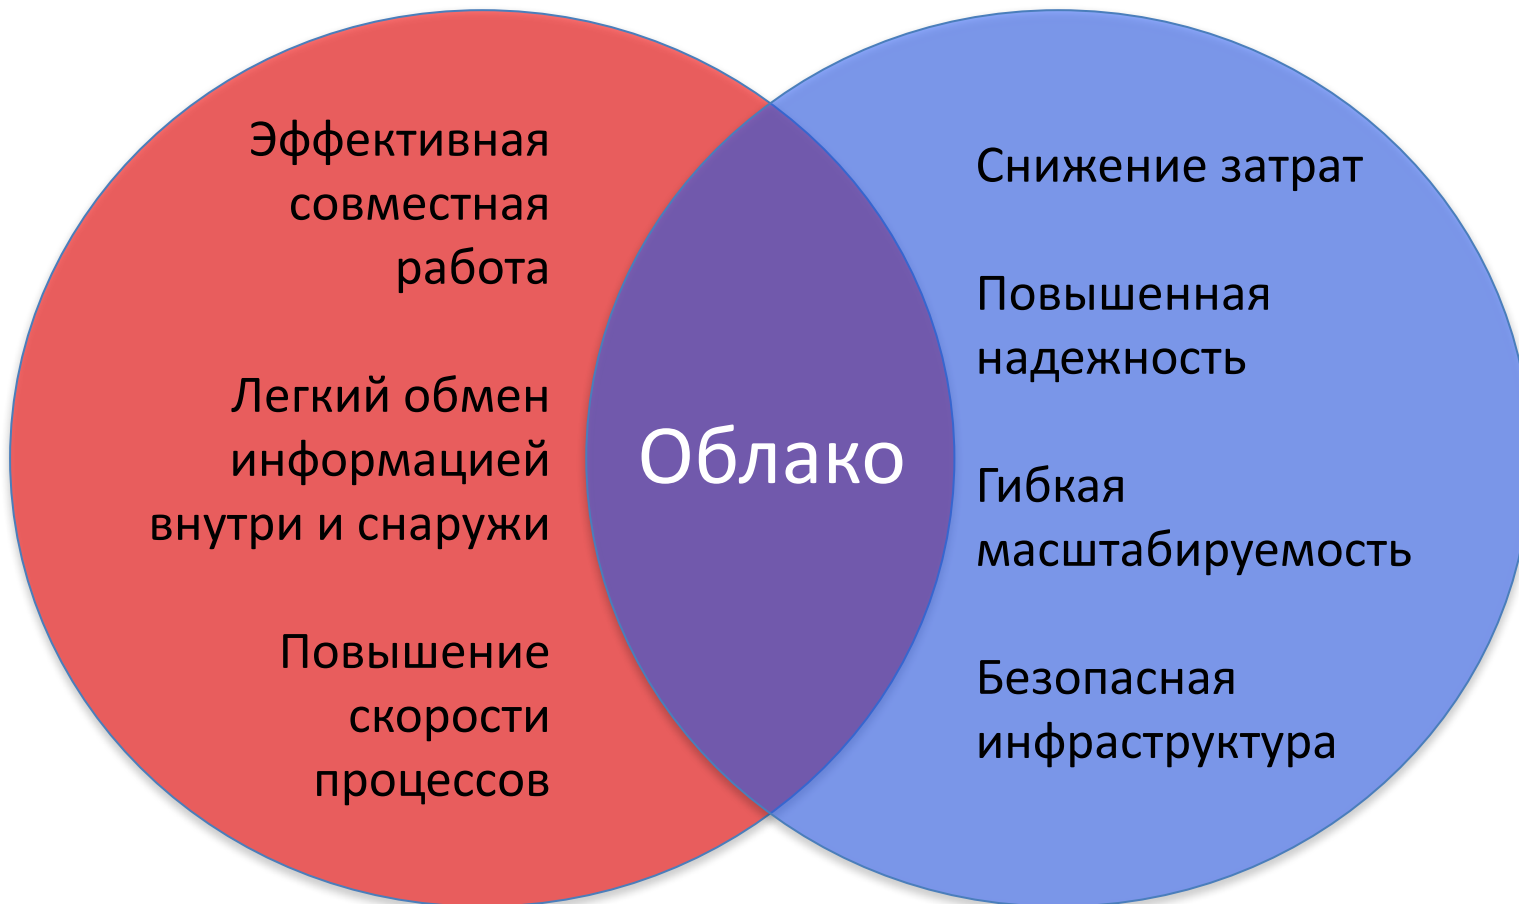 Эффективная
совместная
работа
Легкий обмен
информацией
внутри и снаружи
Повышение
скорости
процессов
Облако
Снижение затрат
Повышенная
надежность
Гибкая
масштабируемость
Безопасная
инфраструктура